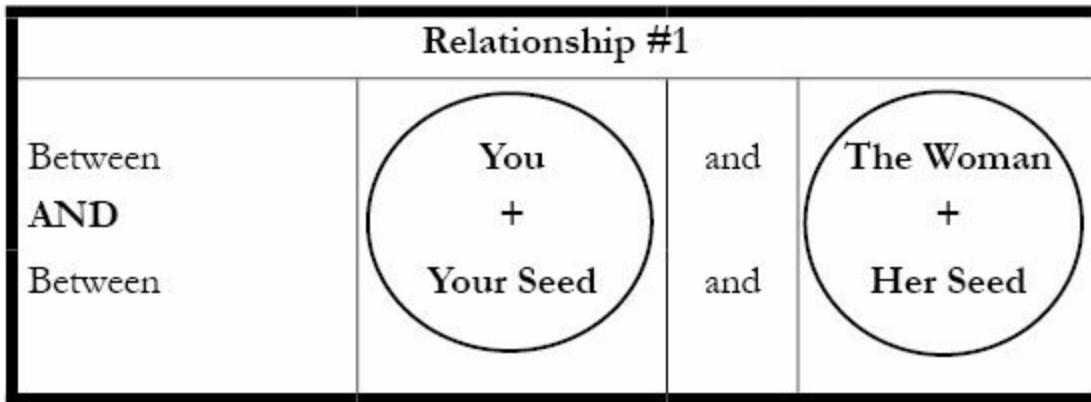 Relationship #1
Between You and The Woman
AND + +
Between Your Seed and Her Seed